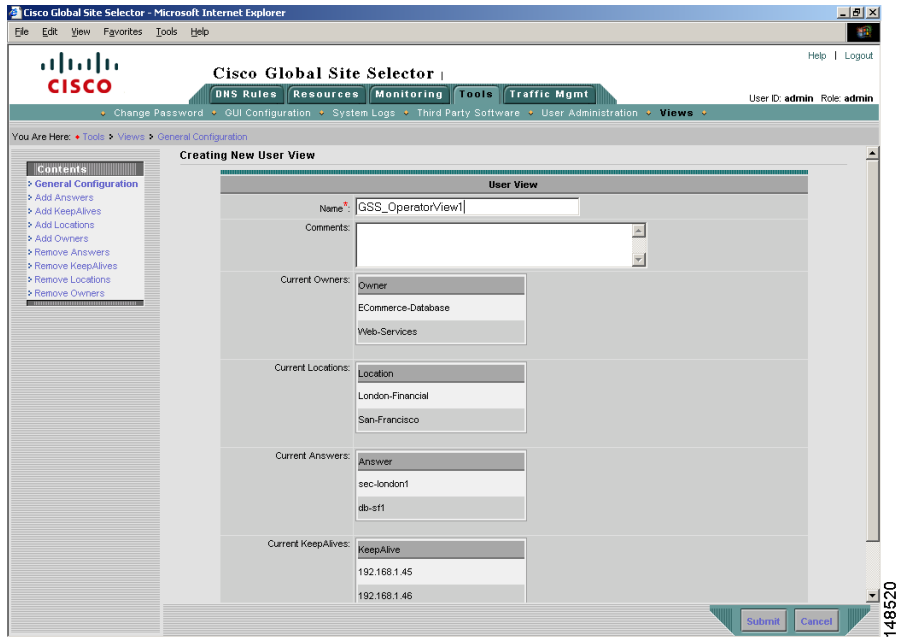 Cisco Global Site Selector - Microsoft Internet Explorer
File Edit View Favorites Tools Help
Help | Logout
CISCO
Cisco Global Site Selector |
DNS Rules Resources Monitoring Tools Traffic Mgmt
User ID: admin Role: admin
Change Password GUI Configuration System Logs Third Party Software User Administration Views
You Are Here: Tools > Views > General Configuration
Creating New User View
Contents
> General Configuration
> Add Answers
> Add KeepAlives
> Add Locations
> Add Owners
> Remove Answers
> Remove KeepAlives
> Remove Locations
> Remove Owners
User View
Name*: GSS_OperatorView1
Comments:
Current Owners:
Owner
ECommerce-Database
Web-Services
Current Locations:
Location
London-Financial
San-Francisco
Current Answers:
Answer
sec-london1
db-sf1
Current KeepAlives:
KeepAlive
192.168.1.45
192.168.1.46
Submit Cancel
148520